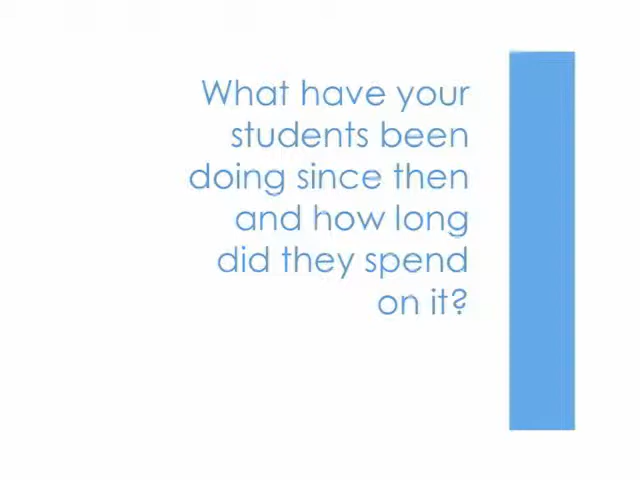 What have your
students been
doing since then
and how long
did they spend
on it?